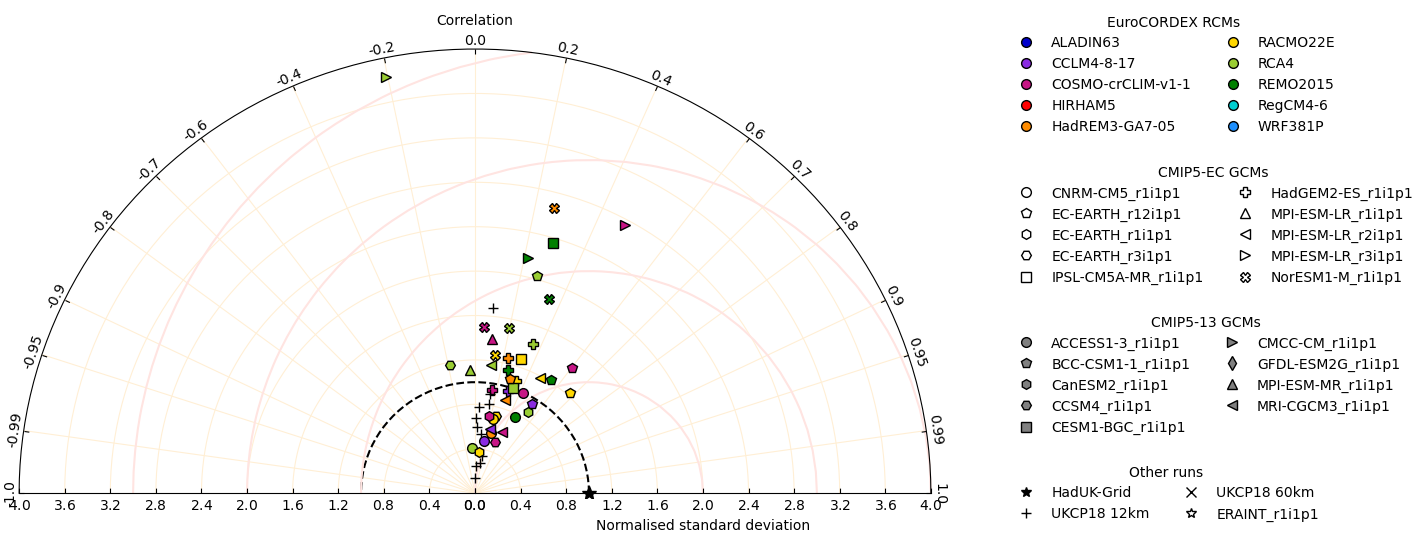 Correlation
0.0
-0.2
0.2
-0.4
0.4
-0.6
0.6
-0.7
0.7
-0.8
0.8
-0.9
0.9
-0.95
0.95
-0.99
0.99
-1.0
1.0
4.0 3.6 3.2 2.8 2.4 2.0 1.6 1.2 0.8 0.4 0.0 0.4 0.8 1.2 1.6 2.0 2.4 2.8 3.2 3.6 4.0
Normalised standard deviation
EuroCORDEX RCMs
ALADIN63 RACMO22E
CCLM4-8-17 RCA4
COSMO-crCLIM-v1-1 REMO2015
HIRHAM5 RegCM4-6
HadREM3-GA7-05 WRF381P
CMIP5-EC GCMs
CNRM-CM5_r1i1p1 HadGEM2-ES_r1i1p1
EC-EARTH_r12i1p1 MPI-ESM-LR_r1i1p1
EC-EARTH_r1i1p1 MPI-ESM-LR_r2i1p1
EC-EARTH_r3i1p1 MPI-ESM-LR_r3i1p1
IPSL-CM5A-MR_r1i1p1 NorESM1-M_r1i1p1
CMIP5-13 GCMs
ACCESS1-3_r1i1p1 CMCC-CM_r1i1p1
BCC-CSM1-1_r1i1p1 GFDL-ESM2G_r1i1p1
CanESM2_r1i1p1 MPI-ESM-MR_r1i1p1
CCSM4_r1i1p1 MRI-CGCM3_r1i1p1
CESM1-BGC_r1i1p1
Other runs
HadUK-Grid UKCP18 60km
UKCP18 12km ERAINT_r1i1p1